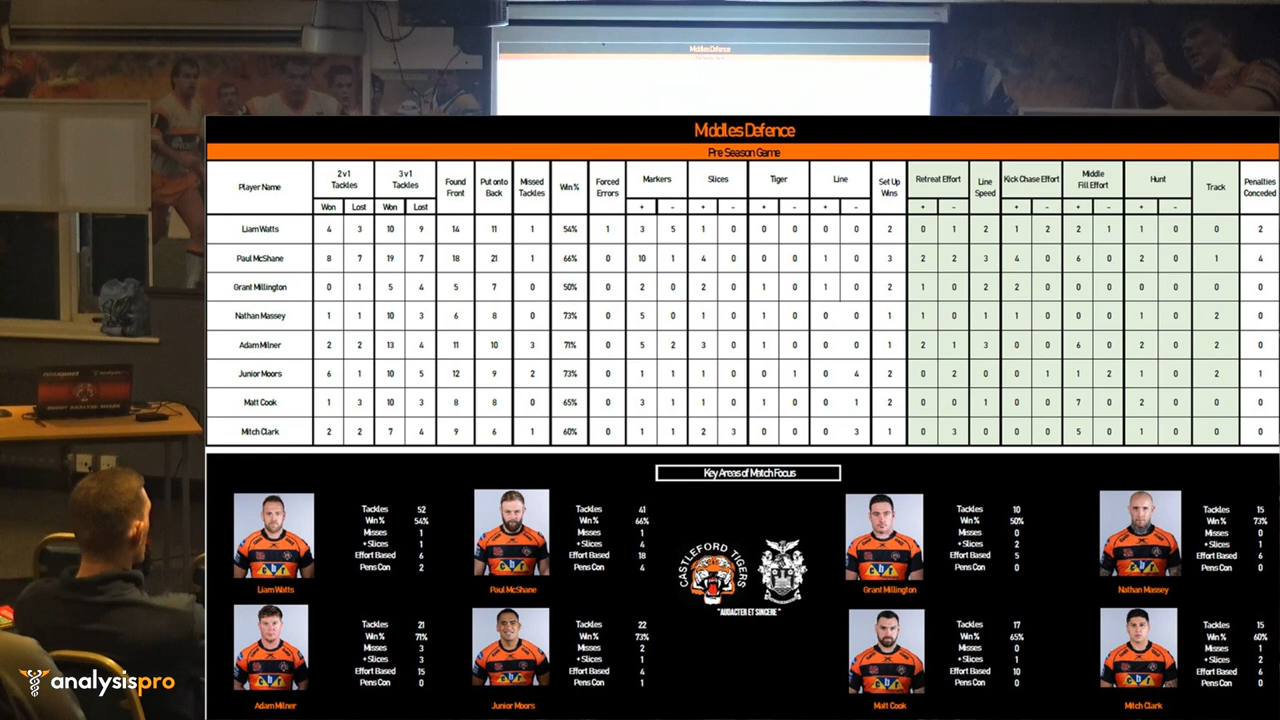 Middles Defence
Middles Defence
Pre Season Game
Player Name 2 v 1 Tackles 3 v 1 Tackles Found Front Put onto Back Missed Tackles Win % Forced Errors Markers Slices Tiger Line Set Up Wins Retreat Effort Line Speed Kick Chase Effort Middle Fill Effort Hunt Track Penalties Conceded
Won Lost Won Lost + - + - + - + - + - + - + - + -
Liam Watts 4 3 10 9 14 11 1 54% 1 3 5 1 0 0 0 0 0 2 0 1 2 1 2 2 1 1 0 0 2
Paul McShane 8 7 19 7 18 21 1 66% 0 10 1 4 0 0 0 1 0 3 2 2 3 4 0 6 0 2 0 1 4
Grant Millington 0 1 5 4 5 7 0 50% 0 2 0 2 0 1 0 1 0 2 1 0 2 2 0 0 0 0 0 0 0
Nathan Massey 1 1 10 3 6 8 0 73% 0 5 0 1 0 1 0 0 0 1 1 1 1 1 0 0 0 1 0 2 0
Adam Milner 2 2 13 4 11 10 3 71% 0 5 2 3 0 1 0 0 0 1 2 1 3 0 0 6 0 2 0 2 0
Junior Moors 6 1 10 5 12 9 2 73% 0 1 1 1 0 0 1 0 4 2 0 2 0 0 1 1 2 1 0 2 1
Matt Cook 1 3 10 3 8 8 0 65% 0 3 1 1 0 1 0 0 1 2 0 0 1 0 0 7 0 2 0 0 0
Mitch Clark 2 2 7 4 9 6 1 60% 0 1 1 2 3 0 0 0 3 1 0 3 0 0 0 5 0 1 0 0 0
Key Areas of Match Focus
Tackles 52
Win % 54%
Misses 1
+Slices 1
Effort Based 6
Pens Con 2
Liam Watts
Tackles 41
Win % 66%
Misses 1
+Slices 4
Effort Based 18
Pens Con 4
Paul McShane
CASTLEFORD TIGERS
"AUDACTER ET SINCERE"
Tackles 10
Win % 50%
Misses 0
+Slices 2
Effort Based 5
Pens Con 0
Grant Millington
Tackles 15
Win % 73%
Misses 0
+Slices 1
Effort Based 6
Pens Con 0
Nathan Massey
Tackles 21
Win % 71%
Misses 3
+Slices 3
Effort Based 15
Pens Con 0
Adam Milner
Tackles 22
Win % 73%
Misses 2
+Slices 1
Effort Based 4
Pens Con 1
Junior Moors
Tackles 17
Win % 65%
Misses 0
+Slices 1
Effort Based 10
Pens Con 0
Matt Cook
Tackles 15
Win % 60%
Misses 1
+Slices 2
Effort Based 6
Pens Con 0
Mitch Clark
analysispro